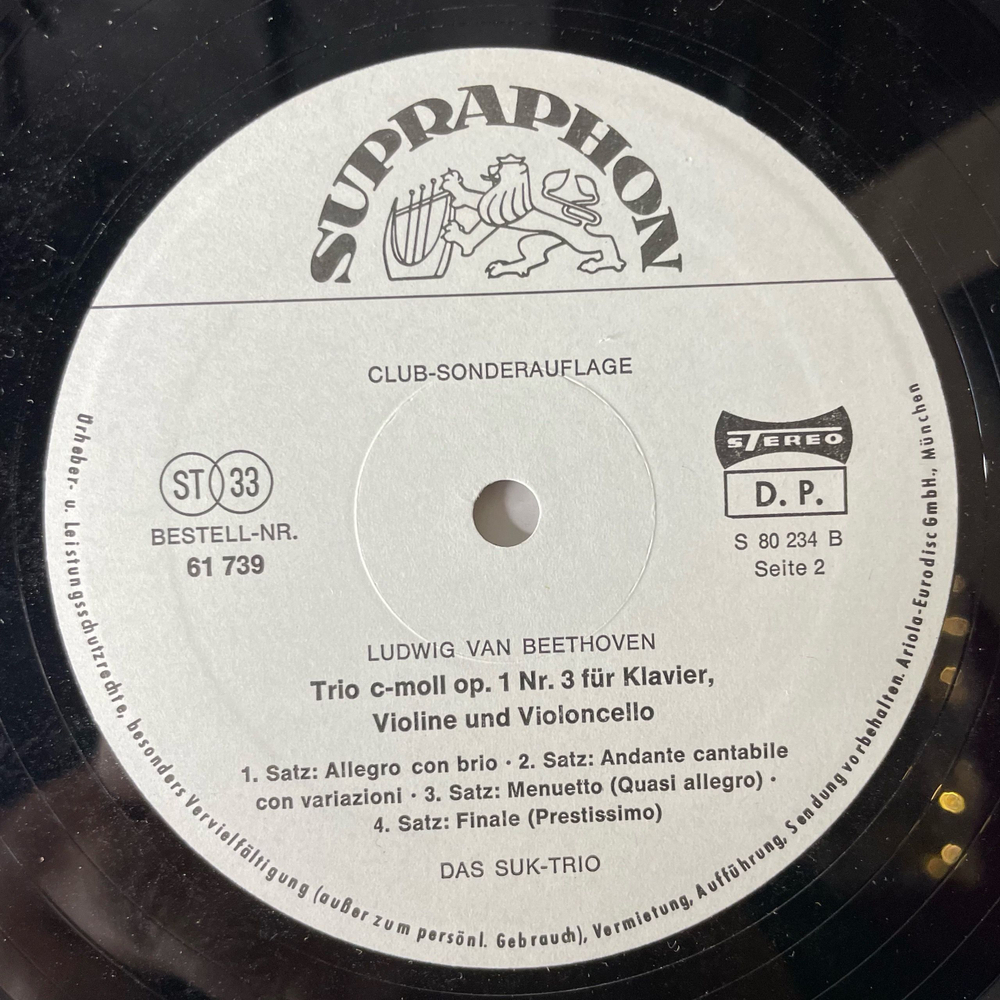 SUPRAPHON
CLUB-SONDERAUFLAGE
ST 33
BESTELL-NR.
61 739
STEREO
D. P.
S 80 234 B
Seite 2
LUDWIG VAN BEETHOVEN
Trio c-moll op. 1 Nr. 3 für Klavier,
Violine und Violoncello
1. Satz: Allegro con brio · 2. Satz: Andante cantabile
con variazioni · 3. Satz: Menuetto (Quasi allegro) ·
4. Satz: Finale (Prestissimo)
DAS SUK-TRIO
Urheber- u. Leistungsschutzrechte, besonders Vervielfältigung (außer zum persönl. Gebrauch), Vermietung, Aufführung, Sendung vorbehalten. Ariola-Eurodisc GmbH., München